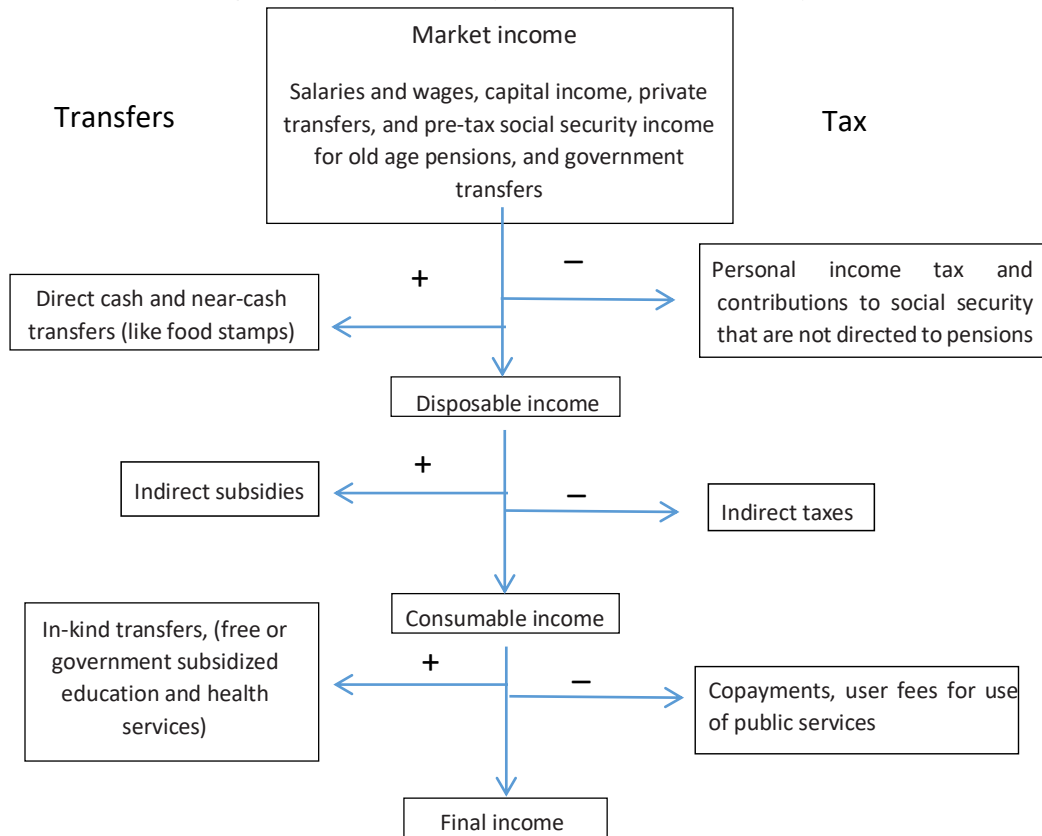 Market income
Salaries and wages, capital income, private
transfers, and pre-tax social security income
for old age pensions, and government
transfers
Transfers
Tax
+
−
Direct cash and near-cash
transfers (like food stamps)
Personal income tax and
contributions to social security
that are not directed to pensions
Disposable income
+
−
Indirect subsidies
Indirect taxes
Consumable income
In-kind transfers, (free or
government subsidized
education and health
services)
+
−
Copayments, user fees for use
of public services
Final income